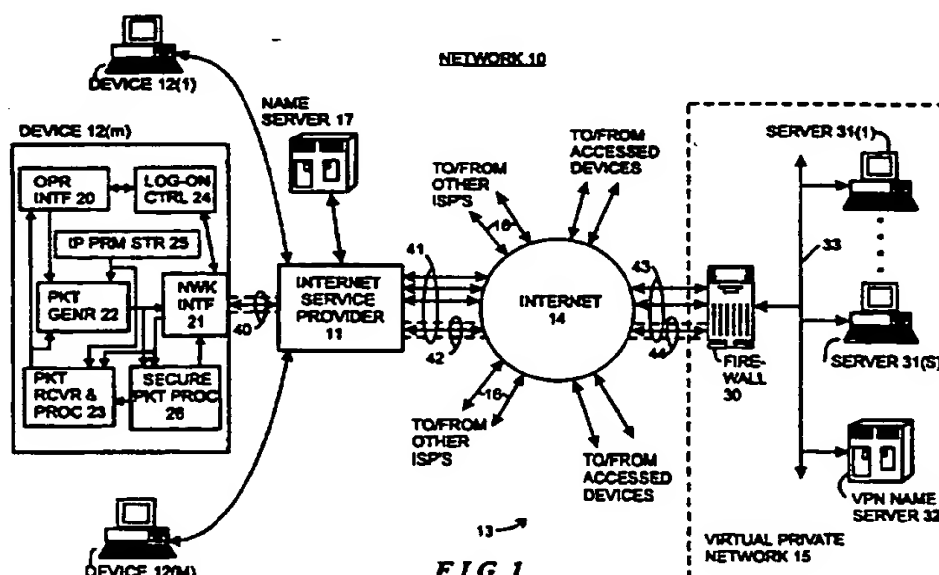 NETWORK 10
DEVICE 12(1)
NAME
SERVER 17
DEVICE 12(m)
OPR
INTF 20
LOG-ON
CTRL 24
IP PRM STR 25
PKT
GENR 22
NWK
INTF
21
PKT
RCVR &
PROC 23
SECURE
PKT PROC
26
40
INTERNET
SERVICE
PROVIDER
11
41
42
TO/FROM
OTHER
ISP'S
16
TO/FROM
ACCESSED
DEVICES
INTERNET
14
16
TO/FROM
OTHER
ISP'S
TO/FROM
ACCESSED
DEVICES
43
44
FIRE-
WALL
30
33
SERVER 31(1)
SERVER 31(S)
VPN NAME
SERVER 32
VIRTUAL PRIVATE
NETWORK 15
13
DEVICE 12(M)
FIG. 1